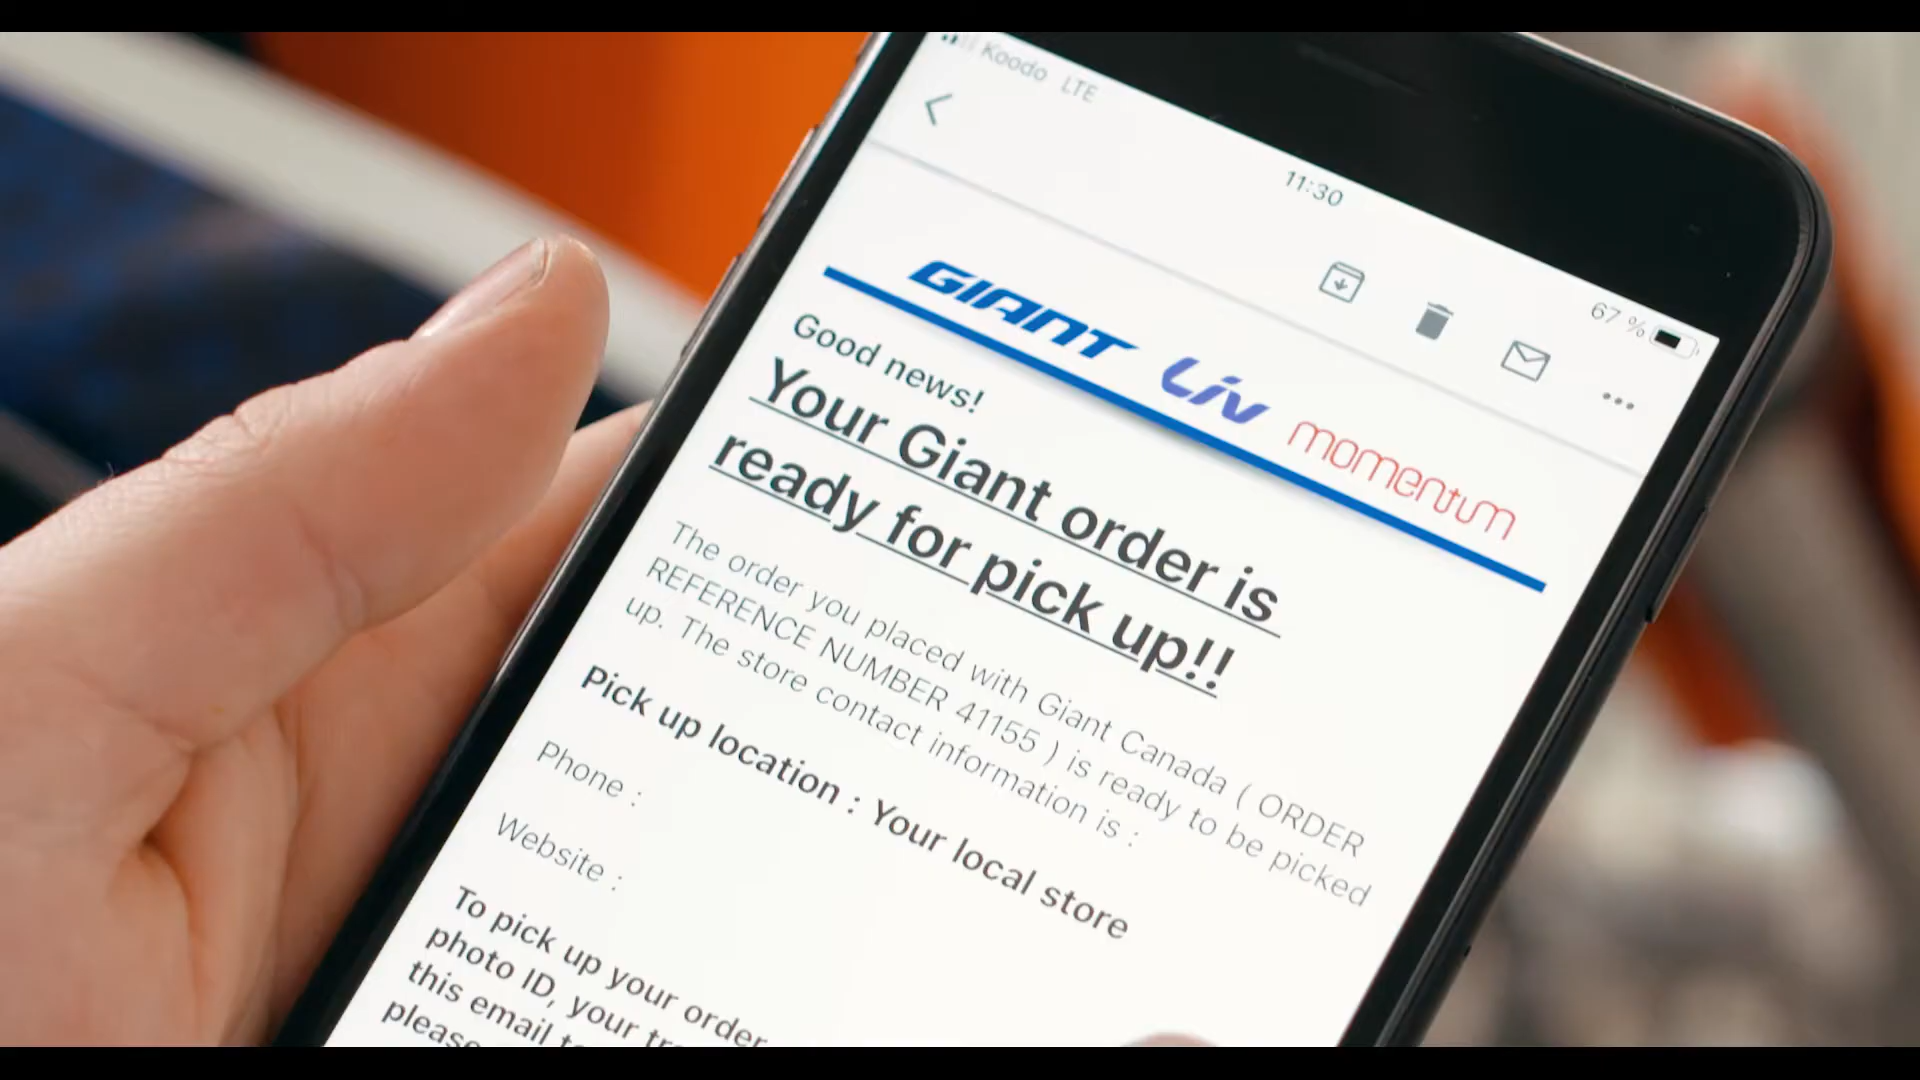 Koodo LTE
11:30
67 %
GIANT Liv momentum
Good news!
Your Giant order is
ready for pick up!!
The order you placed with Giant Canada ( ORDER
REFERENCE NUMBER 41155 ) is ready to be picked
up. The store contact information is :
Pick up location : Your local store
Phone :
Website :
To pick up your order
photo ID, your
this email
please